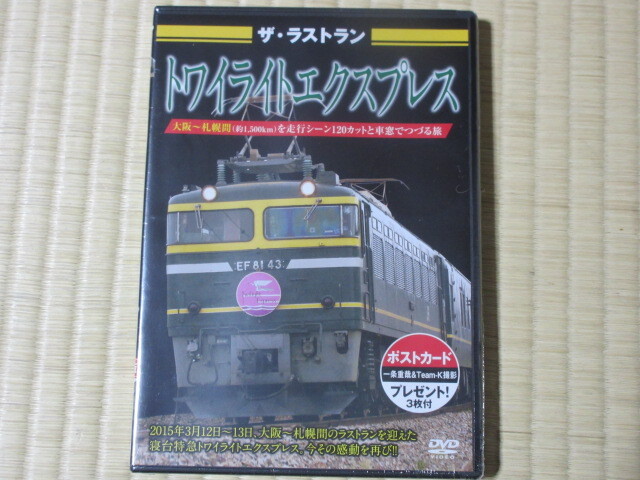 ザ・ラストラン
トワイライトエクスプレス
大阪〜札幌間(約1,500km)を走行シーン120カットと車窓でつづる旅
EF 81 43
ポストカード
一条重哉&Team-K撮影
プレゼント!
3枚付
2015年3月12日〜13日、大阪〜札幌間のラストランを迎えた
寝台特急トワイライトエクスプレス。今その感動を再び!!
DVD
VIDEO